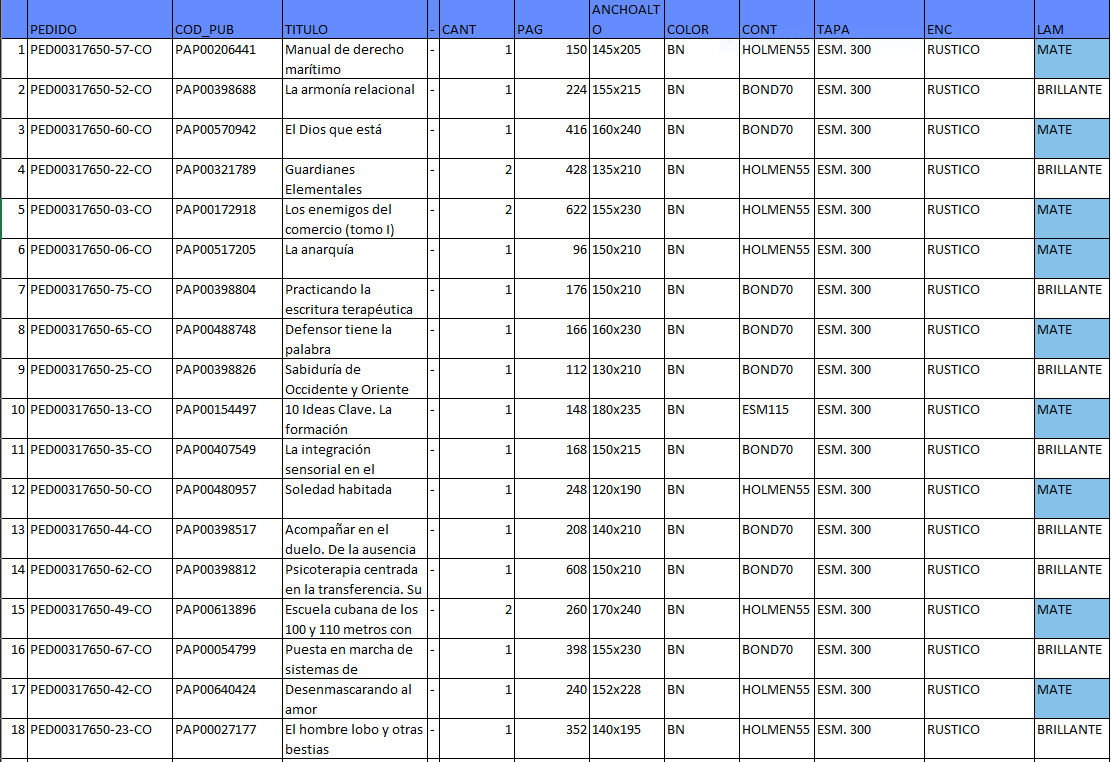 PEDIDO COD_PUB TITULO - CANT PAG ANCHOALTO COLOR CONT TAPA ENC LAM
1 PED00317650-57-CO PAP00206441 Manual de derecho marítimo - 1 150 145x205 BN HOLMEN55 ESM. 300 RUSTICO MATE
2 PED00317650-52-CO PAP00398688 La armonía relacional - 1 224 155x215 BN BOND70 ESM. 300 RUSTICO BRILLANTE
3 PED00317650-60-CO PAP00570942 El Dios que está - 1 416 160x240 BN BOND70 ESM. 300 RUSTICO MATE
4 PED00317650-22-CO PAP00321789 Guardianes Elementales - 2 428 135x210 BN HOLMEN55 ESM. 300 RUSTICO BRILLANTE
5 PED00317650-03-CO PAP00172918 Los enemigos del comercio (tomo I) - 2 622 155x230 BN HOLMEN55 ESM. 300 RUSTICO MATE
6 PED00317650-06-CO PAP00517205 La anarquía - 1 96 150x210 BN HOLMEN55 ESM. 300 RUSTICO MATE
7 PED00317650-75-CO PAP00398804 Practicando la escritura terapéutica - 1 176 150x210 BN BOND70 ESM. 300 RUSTICO BRILLANTE
8 PED00317650-65-CO PAP00488748 Defensor tiene la palabra - 1 166 160x230 BN BOND70 ESM. 300 RUSTICO MATE
9 PED00317650-25-CO PAP00398826 Sabiduría de Occidente y Oriente - 1 112 130x210 BN BOND70 ESM. 300 RUSTICO BRILLANTE
10 PED00317650-13-CO PAP00154497 10 Ideas Clave. La formación - 1 148 180x235 BN ESM115 ESM. 300 RUSTICO MATE
11 PED00317650-35-CO PAP00407549 La integración sensorial en el - 1 168 150x215 BN BOND70 ESM. 300 RUSTICO BRILLANTE
12 PED00317650-50-CO PAP00480957 Soledad habitada - 1 248 120x190 BN HOLMEN55 ESM. 300 RUSTICO MATE
13 PED00317650-44-CO PAP00398517 Acompañar en el duelo. De la ausencia - 1 208 140x210 BN BOND70 ESM. 300 RUSTICO BRILLANTE
14 PED00317650-62-CO PAP00398812 Psicoterapia centrada en la transferencia. Su - 1 608 150x210 BN BOND70 ESM. 300 RUSTICO BRILLANTE
15 PED00317650-49-CO PAP00613896 Escuela cubana de los 100 y 110 metros con - 2 260 170x240 BN HOLMEN55 ESM. 300 RUSTICO MATE
16 PED00317650-67-CO PAP00054799 Puesta en marcha de sistemas de - 1 398 155x230 BN BOND70 ESM. 300 RUSTICO BRILLANTE
17 PED00317650-42-CO PAP00640424 Desenmascarando al amor - 1 240 152x228 BN HOLMEN55 ESM. 300 RUSTICO MATE
18 PED00317650-23-CO PAP00027177 El hombre lobo y otras bestias - 1 352 140x195 BN HOLMEN55 ESM. 300 RUSTICO BRILLANTE